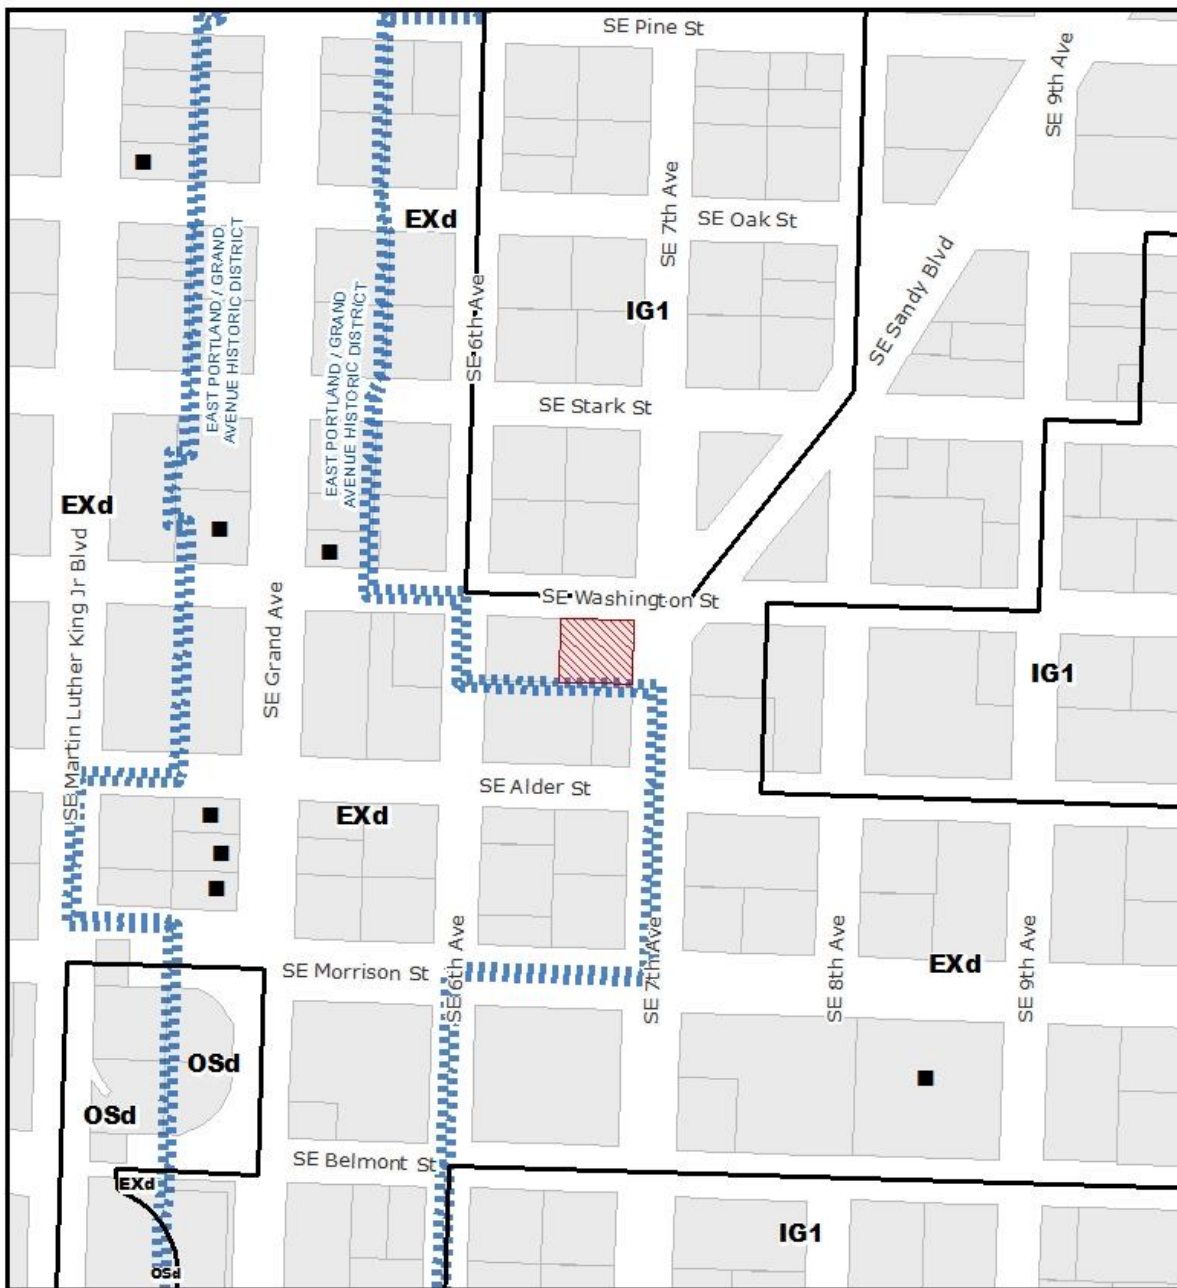 SE Pine St
SE 9th Ave
SE 7th Ave
EXd
SE Oak St
EAST PORTLAND / GRAND
AVENUE HISTORIC DISTRICT
EAST PORTLAND / GRAND
AVENUE HISTORIC DISTRICT
SE 6th Ave
IG1
SE Sandy Blvd
SE Stark St
EXd
SE Martin Luther King Jr Blvd
SE Grand Ave
SE Washington St
IG1
SE Alder St
EXd
SE 6th Ave
SE 7th Ave
SE 8th Ave
EXd
SE 9th Ave
SE Morrison St
OSd
OSd
SE Belmont St
EXd
IG1
OSd